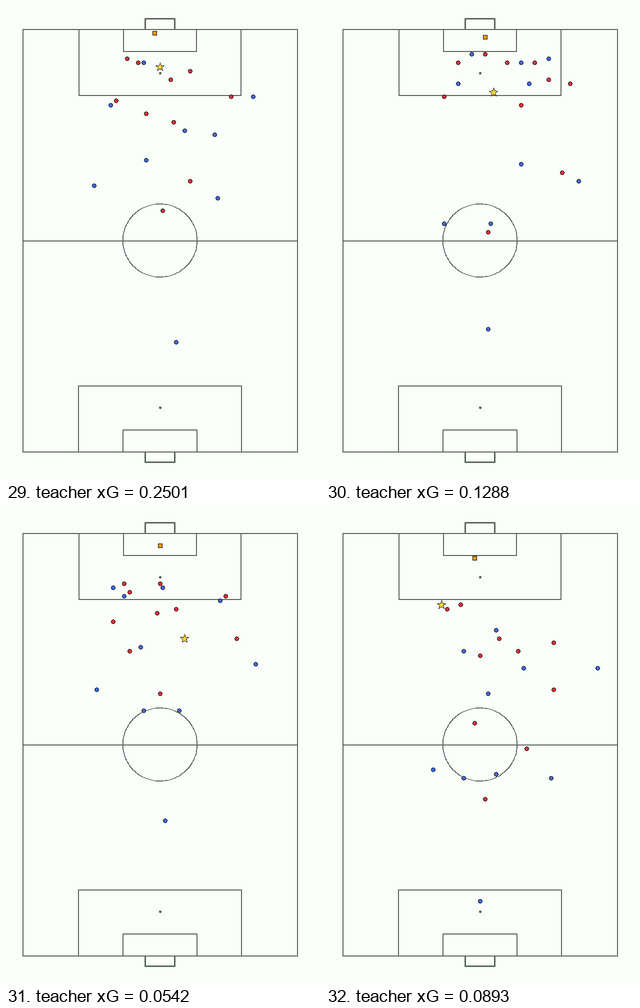 29. teacher xG = 0.2501
30. teacher xG = 0.1288
31. teacher xG = 0.0542
32. teacher xG = 0.0893